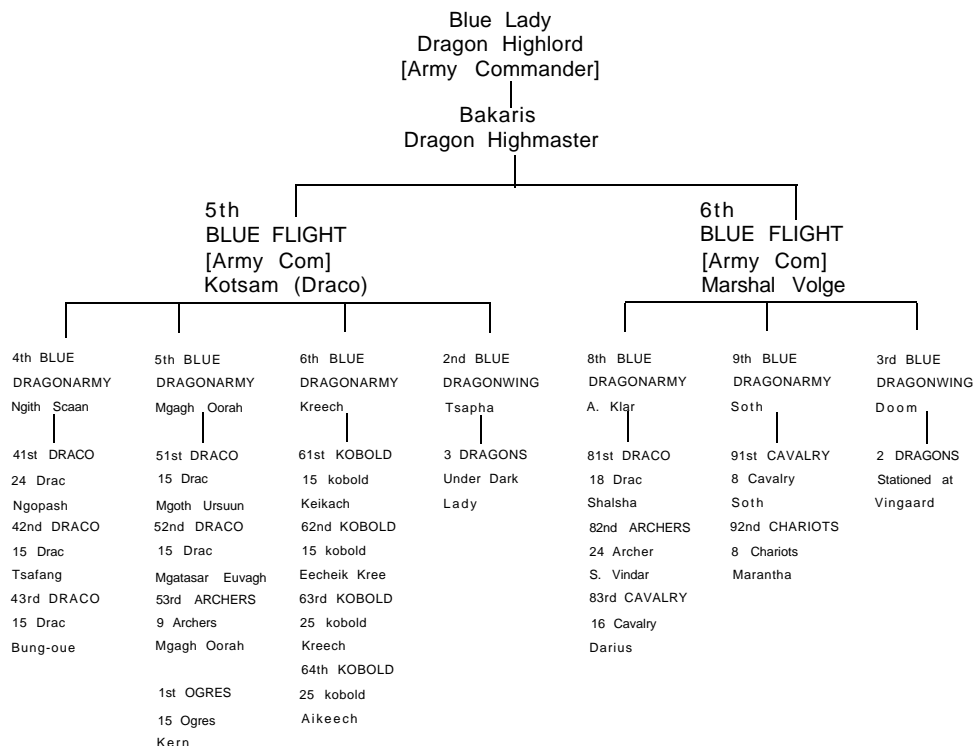 Blue Lady
Dragon Highlord
[Army Commander]
Bakaris
Dragon Highmaster
5th
BLUE FLIGHT
[Army Com]
Kotsam (Draco)
6th
BLUE FLIGHT
[Army Com]
Marshal Volge
4th BLUE
DRAGONARMY
Ngith Scaan
41st DRACO
24 Drac
Ngopash
42nd DRACO
15 Drac
Tsafang
43rd DRACO
15 Drac
Bung-oue
5th BLUE
DRAGONARMY
Mgagh Oorah
51st DRACO
15 Drac
Mgoth Ursuun
52nd DRACO
15 Drac
Mgatasar Euvagh
53rd ARCHERS
9 Archers
Mgagh Oorah
1st OGRES
15 Ogres
Kern
6th BLUE
DRAGONARMY
Kreech
61st KOBOLD
15 kobold
Keikach
62nd KOBOLD
15 kobold
Eecheik Kree
63rd KOBOLD
25 kobold
Kreech
64th KOBOLD
25 kobold
Aikeech
2nd BLUE
DRAGONWING
Tsapha
3 DRAGONS
Under Dark
Lady
8th BLUE
DRAGONARMY
A. Klar
81st DRACO
18 Drac
Shalsha
82nd ARCHERS
24 Archer
S. Vindar
83rd CAVALRY
16 Cavalry
Darius
9th BLUE
DRAGONARMY
Soth
91st CAVALRY
8 Cavalry
Soth
92nd CHARIOTS
8 Chariots
Marantha
3rd BLUE
DRAGONWING
Doom
2 DRAGONS
Stationed at
Vingaard